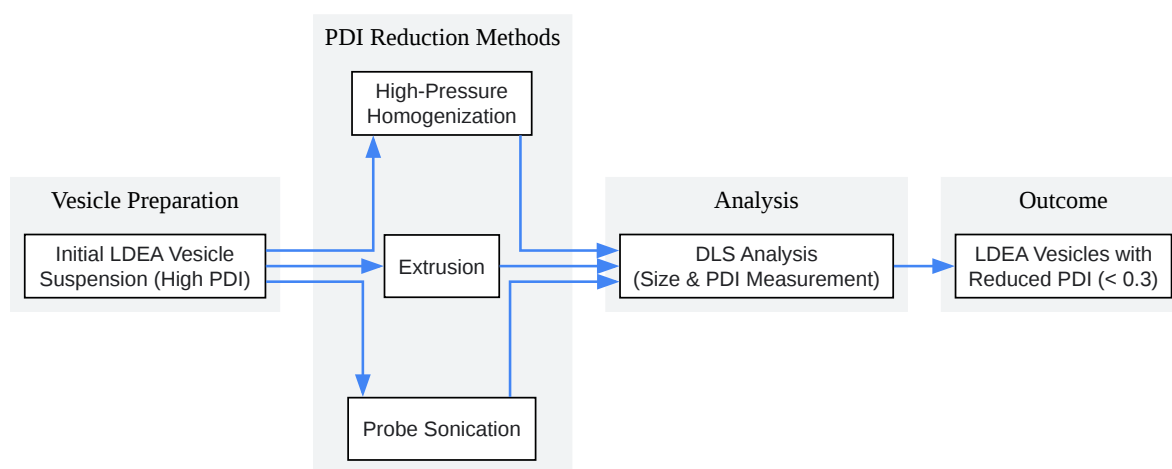 PDI Reduction Methods
High-Pressure
Homogenization
Vesicle Preparation
Initial LDEA Vesicle
Suspension (High PDI)
Extrusion
Probe Sonication
Analysis
DLS Analysis
(Size & PDI Measurement)
Outcome
LDEA Vesicles with
Reduced PDI (< 0.3)